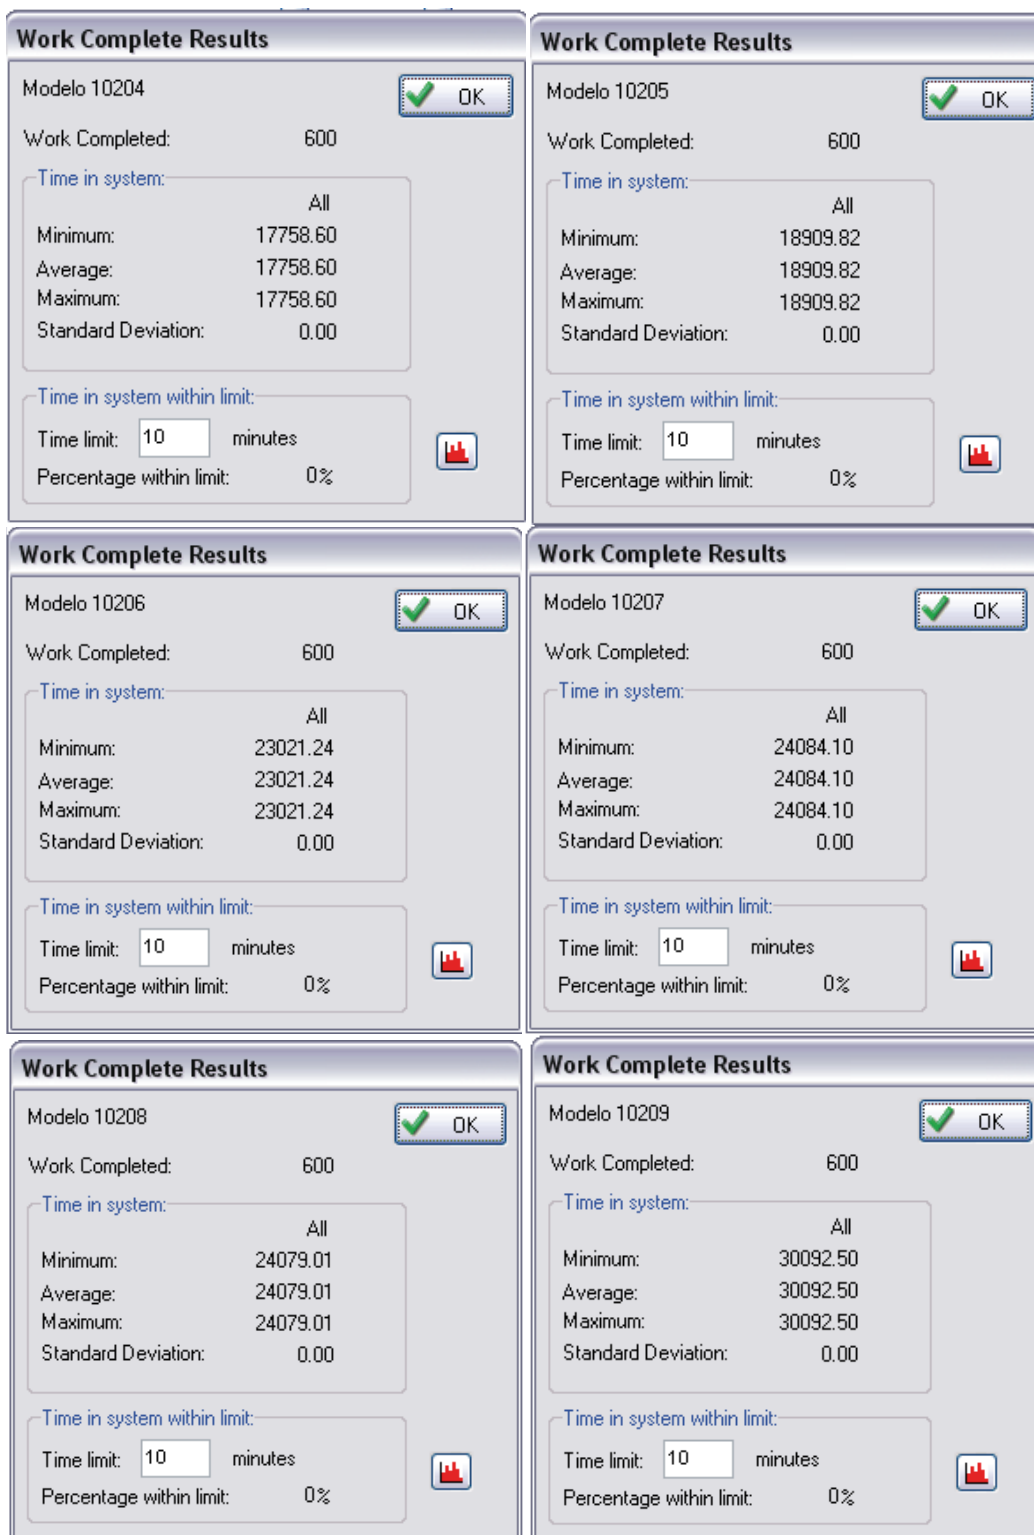 Work Complete Results
Modelo 10204
OK
Work Completed: 600
Time in system:
All
Minimum: 17758.60
Average: 17758.60
Maximum: 17758.60
Standard Deviation: 0.00
Time in system within limit:
Time limit: 10 minutes
Percentage within limit: 0%
Work Complete Results
Modelo 10205
OK
Work Completed: 600
Time in system:
All
Minimum: 18909.82
Average: 18909.82
Maximum: 18909.82
Standard Deviation: 0.00
Time in system within limit:
Time limit: 10 minutes
Percentage within limit: 0%
Work Complete Results
Modelo 10206
OK
Work Completed: 600
Time in system:
All
Minimum: 23021.24
Average: 23021.24
Maximum: 23021.24
Standard Deviation: 0.00
Time in system within limit:
Time limit: 10 minutes
Percentage within limit: 0%
Work Complete Results
Modelo 10207
OK
Work Completed: 600
Time in system:
All
Minimum: 24084.10
Average: 24084.10
Maximum: 24084.10
Standard Deviation: 0.00
Time in system within limit:
Time limit: 10 minutes
Percentage within limit: 0%
Work Complete Results
Modelo 10208
OK
Work Completed: 600
Time in system:
All
Minimum: 24079.01
Average: 24079.01
Maximum: 24079.01
Standard Deviation: 0.00
Time in system within limit:
Time limit: 10 minutes
Percentage within limit: 0%
Work Complete Results
Modelo 10209
OK
Work Completed: 600
Time in system:
All
Minimum: 30092.50
Average: 30092.50
Maximum: 30092.50
Standard Deviation: 0.00
Time in system within limit:
Time limit: 10 minutes
Percentage within limit: 0%